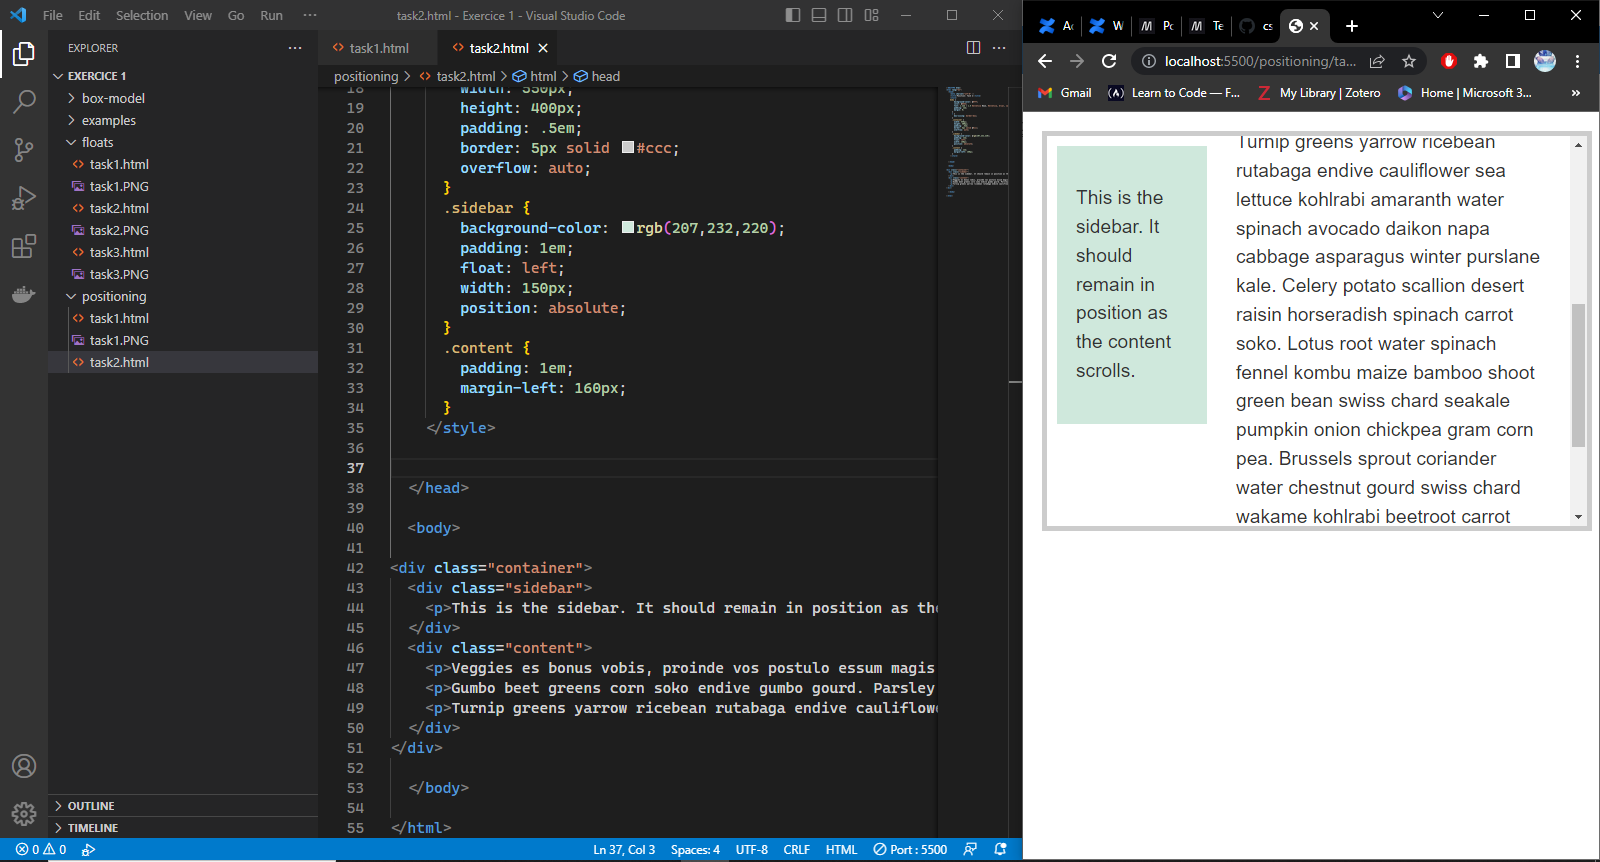 File Edit Selection View Go Run ···
task2.html - Exercice 1 - Visual Studio Code
EXPLORER
EXERCICE 1
box-model
examples
floats
task1.html
task1.PNG
task2.html
task2.PNG
task3.html
task3.PNG
positioning
task1.html
task1.PNG
task2.html
OUTLINE
TIMELINE
task1.html
task2.html
positioning > task2.html > html > head
18 width: 550px;
19 height: 400px;
20 padding: .5em;
21 border: 5px solid #ccc;
22 overflow: auto;
23 }
24 .sidebar {
25 background-color: rgb(207,232,220);
26 padding: 1em;
27 float: left;
28 width: 150px;
29 position: absolute;
30 }
31 .content {
32 padding: 1em;
33 margin-left: 160px;
34 }
35 </style>
36
37
38 </head>
39
40 <body>
41
42 <div class="container">
43 <div class="sidebar">
44 <p>This is the sidebar. It should remain in position as the
45 </div>
46 <div class="content">
47 <p>Veggies es bonus vobis, proinde vos postulo essum magis
48 <p>Gumbo beet greens corn soko endive gumbo gourd. Parsley
49 <p>Turnip greens yarrow ricebean rutabaga endive cauliflowe
50 </div>
51 </div>
52
53 </body>
54
55 </html>
0 0
Ln 37, Col 3 Spaces: 4 UTF-8 CRLF HTML Port : 5500
localhost:5500/positioning/ta...
Gmail Learn to Code — F... My Library | Zotero Home | Microsoft 3... »
This is the
sidebar. It
should
remain in
position as
the content
scrolls.
Turnip greens yarrow ricebean
rutabaga endive cauliflower sea
lettuce kohlrabi amaranth water
spinach avocado daikon napa
cabbage asparagus winter purslane
kale. Celery potato scallion desert
raisin horseradish spinach carrot
soko. Lotus root water spinach
fennel kombu maize bamboo shoot
green bean swiss chard seakale
pumpkin onion chickpea gram corn
pea. Brussels sprout coriander
water chestnut gourd swiss chard
wakame kohlrabi beetroot carrot